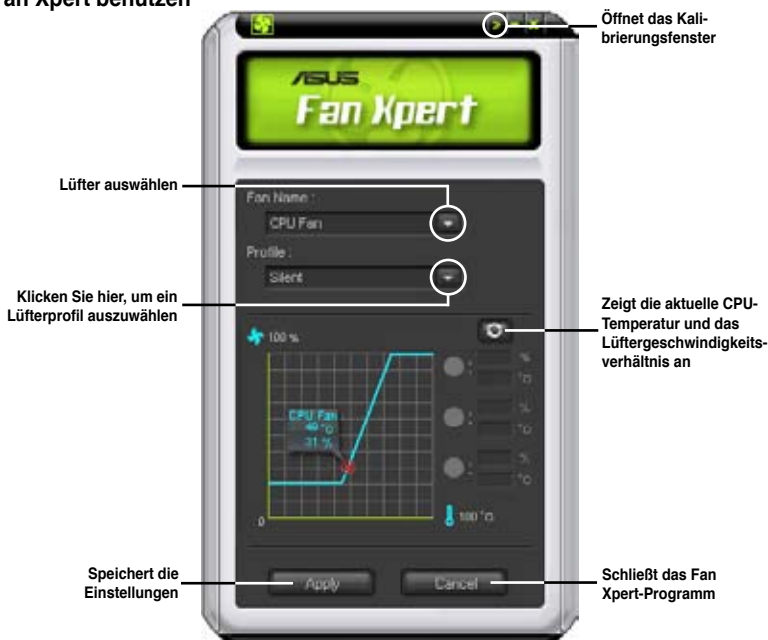 an Xpert benutzen
Öffnet das Kali-
brierungsfenster
ASUS
Fan Xpert
Lüfter auswählen
Fan Name :
CPU Fan
Profile :
Silent
Klicken Sie hier, um ein
Lüfterprofil auszuwählen
Zeigt die aktuelle CPU-
Temperatur und das
Lüftergeschwindigkeits-
verhältnis an
100 %
%
°C
CPU Fan
°C
31 %
%
°C
%
°C
0
100 °C
Speichert die
Einstellungen
Apply
Cancel
Schließt das Fan
Xpert-Programm